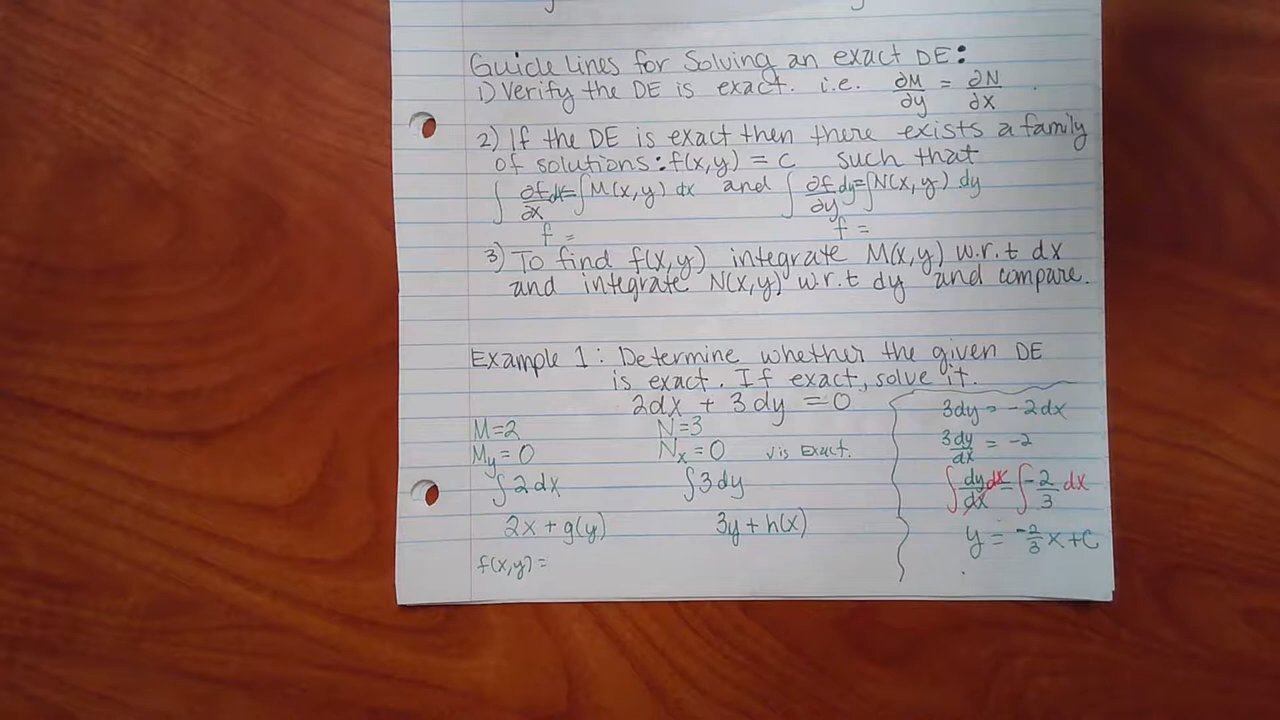 Guidelines for Solving an exact DE:
1) Verify the DE is exact. i.e. ∂M/∂y = ∂N/∂x
2) If the DE is exact then there exists a family
of solutions: f(x,y) = C such that
∫ ∂f/∂x dx = ∫ M(x,y) dx and ∫ ∂f/∂y dy = ∫ N(x,y) dy
f = f =
3) To find f(x,y) integrate M(x,y) w.r.t dx
and integrate N(x,y) w.r.t dy and compare.
Example 1: Determine whether the given DE
is exact. If exact, solve it.
2dx + 3dy = 0
M=2 N=3
My = 0 Nx = 0 √ is Exact.
∫2dx ∫3dy
2x + g(y) 3y + h(x)
f(x,y) =
3dy = -2dx
3dy/dx = -2
∫ dy/dx dx = ∫ -2/3 dx
y = -2/3 x + C